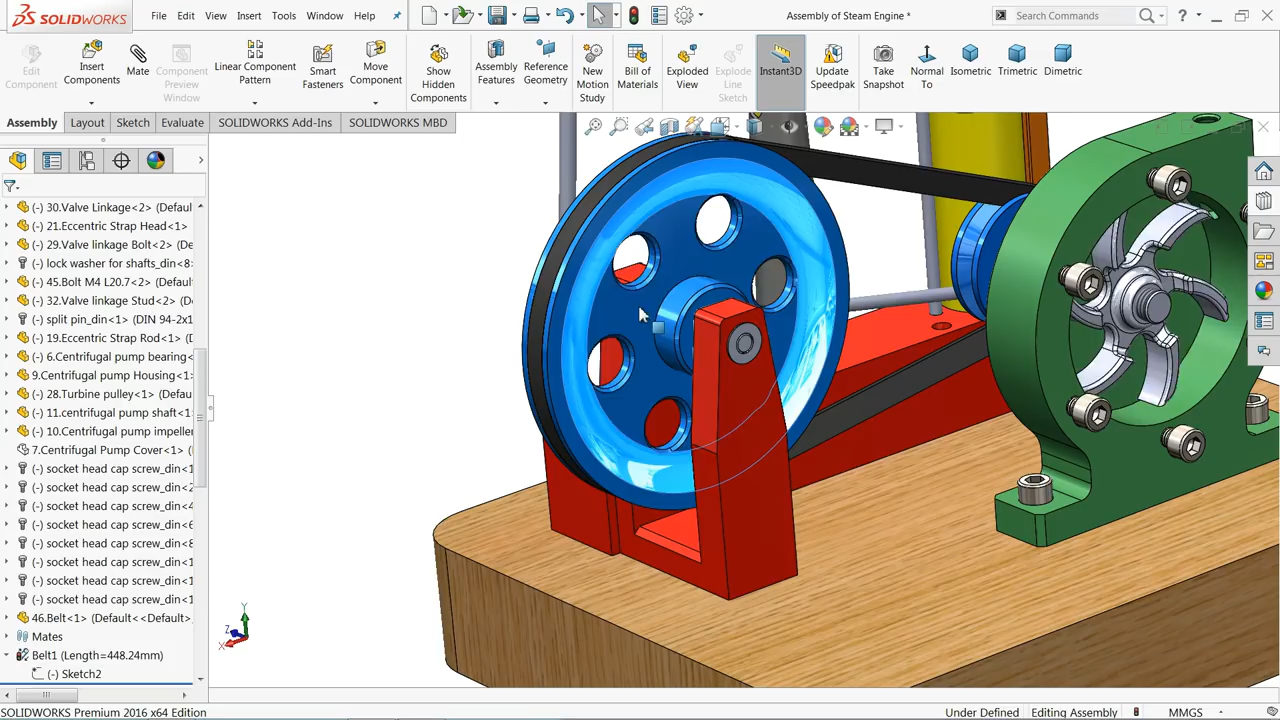 SOLIDWORKS
File Edit View Insert Tools Window Help
Assembly of Steam Engine *
Search Commands
?
Edit Component
Insert Components
Mate
Component Preview Window
Linear Component Pattern
Smart Fasteners
Move Component
Show Hidden Components
Assembly Features
Reference Geometry
New Motion Study
Bill of Materials
Exploded View
Explode Line Sketch
Instant3D
Update Speedpak
Take Snapshot
Normal To
Isometric
Trimetric
Dimetric
Assembly Layout Sketch Evaluate SOLIDWORKS Add-Ins SOLIDWORKS MBD
(-) 30.Valve Linkage<2> (Defaul
(-) 21.Eccentric Strap Head<1>
(-) 29.Valve linkage Bolt<2> (De
(-) lock washer for shafts_din<8
(-) 45.Bolt M4 L20.7<2> (Defaul
(-) 32.Valve linkage Stud<2> (D
(-) split pin_din<1> (DIN 94-2x1
(-) 19.Eccentric Strap Rod<1> (
(-) 6.Centrifugal pump bearing<
9.Centrifugal pump Housing<1>
(-) 28.Turbine pulley<1> (Defau
(-) 11.centrifugal pump shaft<1
(-) 10.Centrifugal pump impelle
7.Centrifugal Pump Cover<1> (
(-) socket head cap screw_din<
(-) socket head cap screw_din<2
(-) socket head cap screw_din<4
(-) socket head cap screw_din<6
(-) socket head cap screw_din<8
(-) socket head cap screw_din<1
(-) socket head cap screw_din<1
(-) socket head cap screw_din<1
46.Belt<1> (Default<<Default>
Mates
Belt1 (Length=448.24mm)
(-) Sketch2
Y
Z
X
SOLIDWORKS Premium 2016 x64 Edition
Under Defined Editing Assembly MMGS